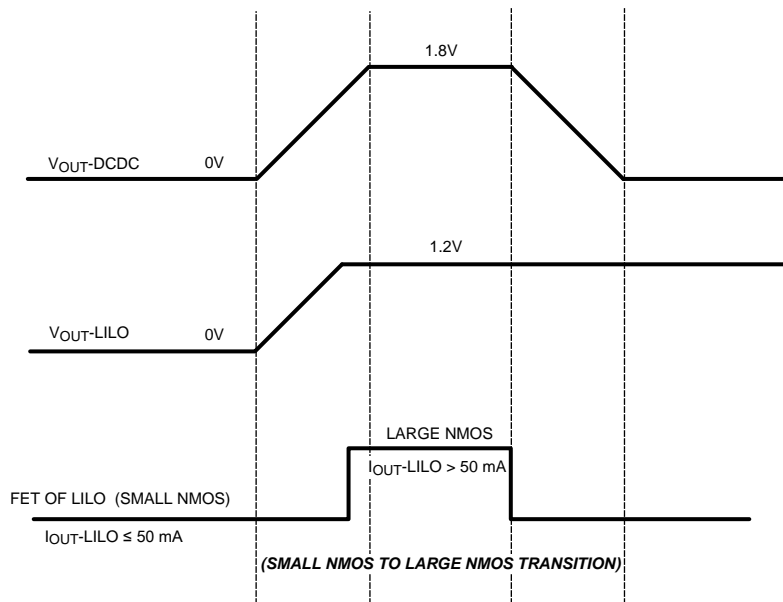 1.8V
VOUT-DCDC 0V
1.2V
VOUT-LILO 0V
LARGE NMOS
IOUT-LILO > 50 mA
FET OF LILO (SMALL NMOS)
IOUT-LILO ≤ 50 mA
(SMALL NMOS TO LARGE NMOS TRANSITION)